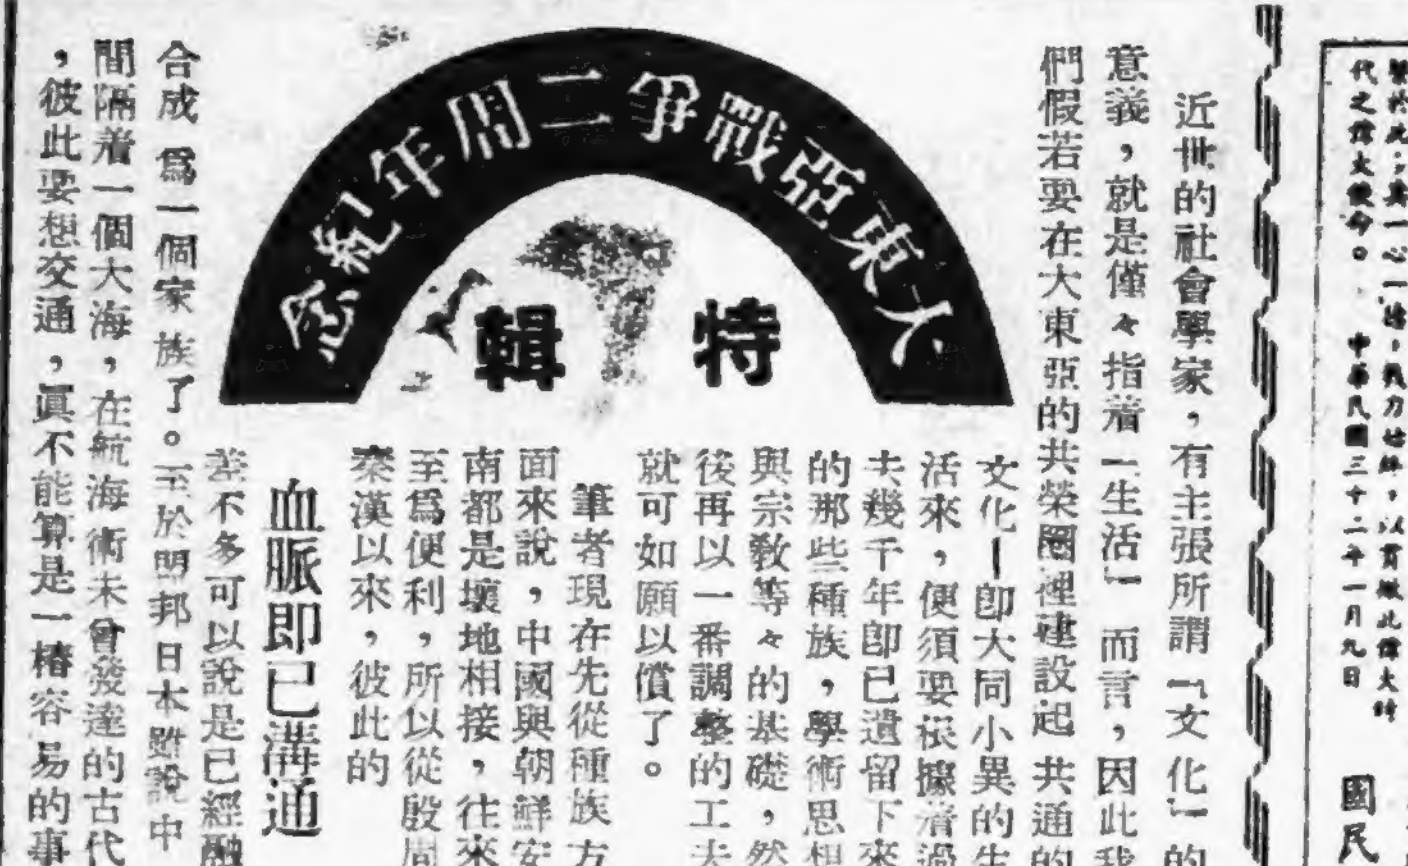 代之偉大使命。
中華民國三十二年一月九日
國民
近世的社會學家，有主張所謂「文化」的
意義，就是僅々指着「生活」而言，因此我
們假若要在大東亞的共榮圈裡建設起共通的
大東亞戰爭二周年紀念
特輯
文化—即大同小異的生
活來，便須要根據着過
去幾千年即已遺留下來
的那些種族，學術思想
與宗教等々的基礎，然
後再以一番調整的工夫
就可如願以償了。
筆者現在先從種族方
面來說，中國與朝鮮安
南都是壤地相接，往來
至爲便利，所以從殷周
秦漢以來，彼此的
血脈即已溝通
差不多可以說是已經融
合成爲一個家族了。至於盟邦日本雖說中
間隔着一個大海，在航海術未曾發達的古代
，彼此要想交通，眞不能算是一樁容易的事